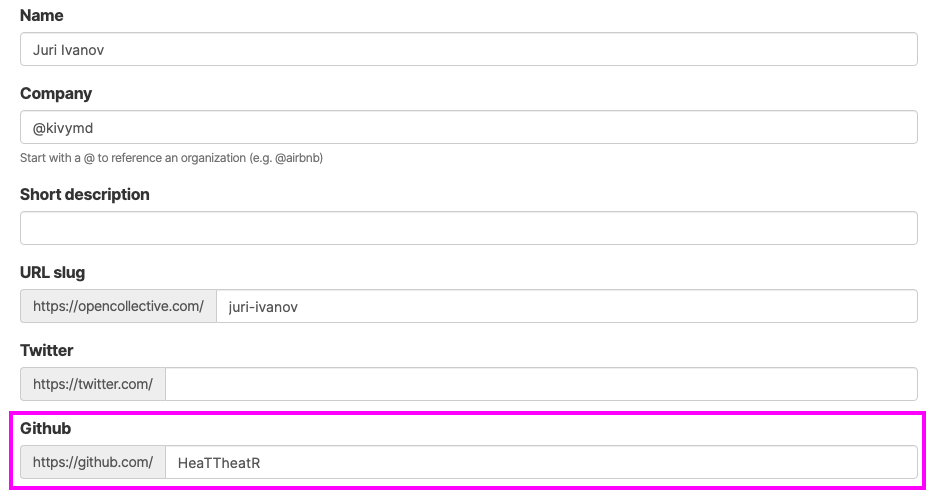 Name
Juri Ivanov
Company
@kivymd
Start with a @ to reference an organization (e.g. @airbnb)
Short description
URL slug
https://opencollective.com/ juri-ivanov
Twitter
https://twitter.com/
Github
https://github.com/ HeaTTheatR